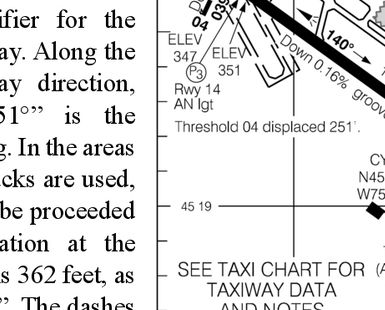 ifier for the
ay. Along the
ay direction,
51°” is the
g. In the areas
cks are used,
be proceeded
ation at the
s 362 feet, as
”. The dashes
04
039
ELEV
347
ELEV
351
P3
Rwy 14
AN lgt
140°
Down 0.16% groov
Threshold 04 displaced 251'.
CY
N45
W75
45 19
SEE TAXI CHART FOR (A
TAXIWAY DATA
AND NOTES